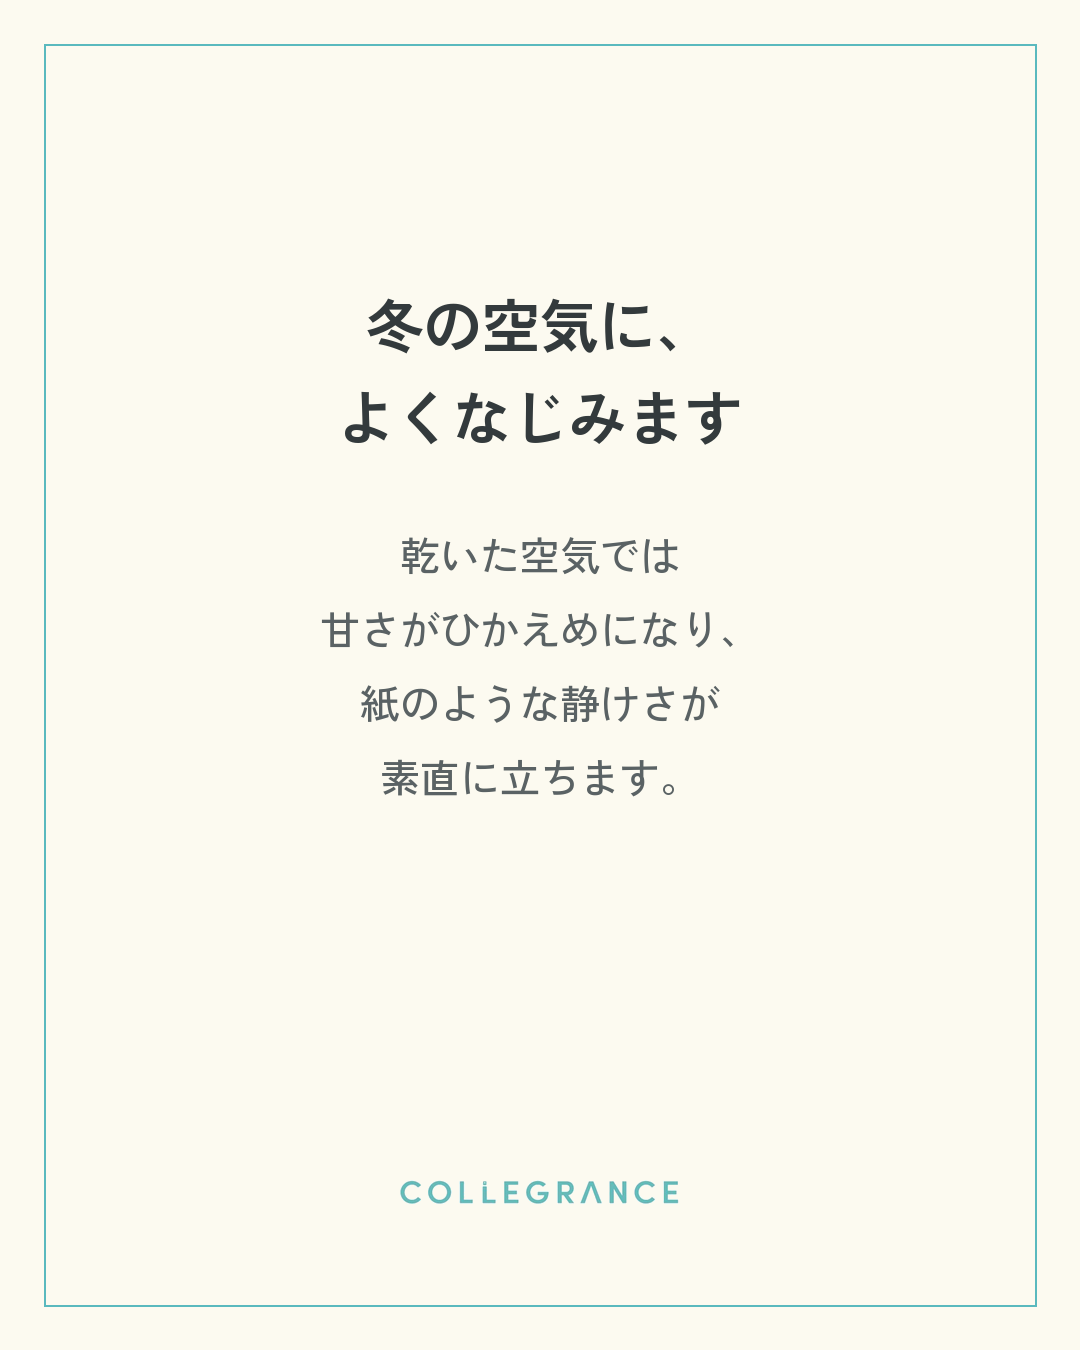 冬の空気に、
よくなじみます
乾いた空気では
甘さがひかえめになり、
紙のような静けさが
素直に立ちます。
COLLEGRANCE